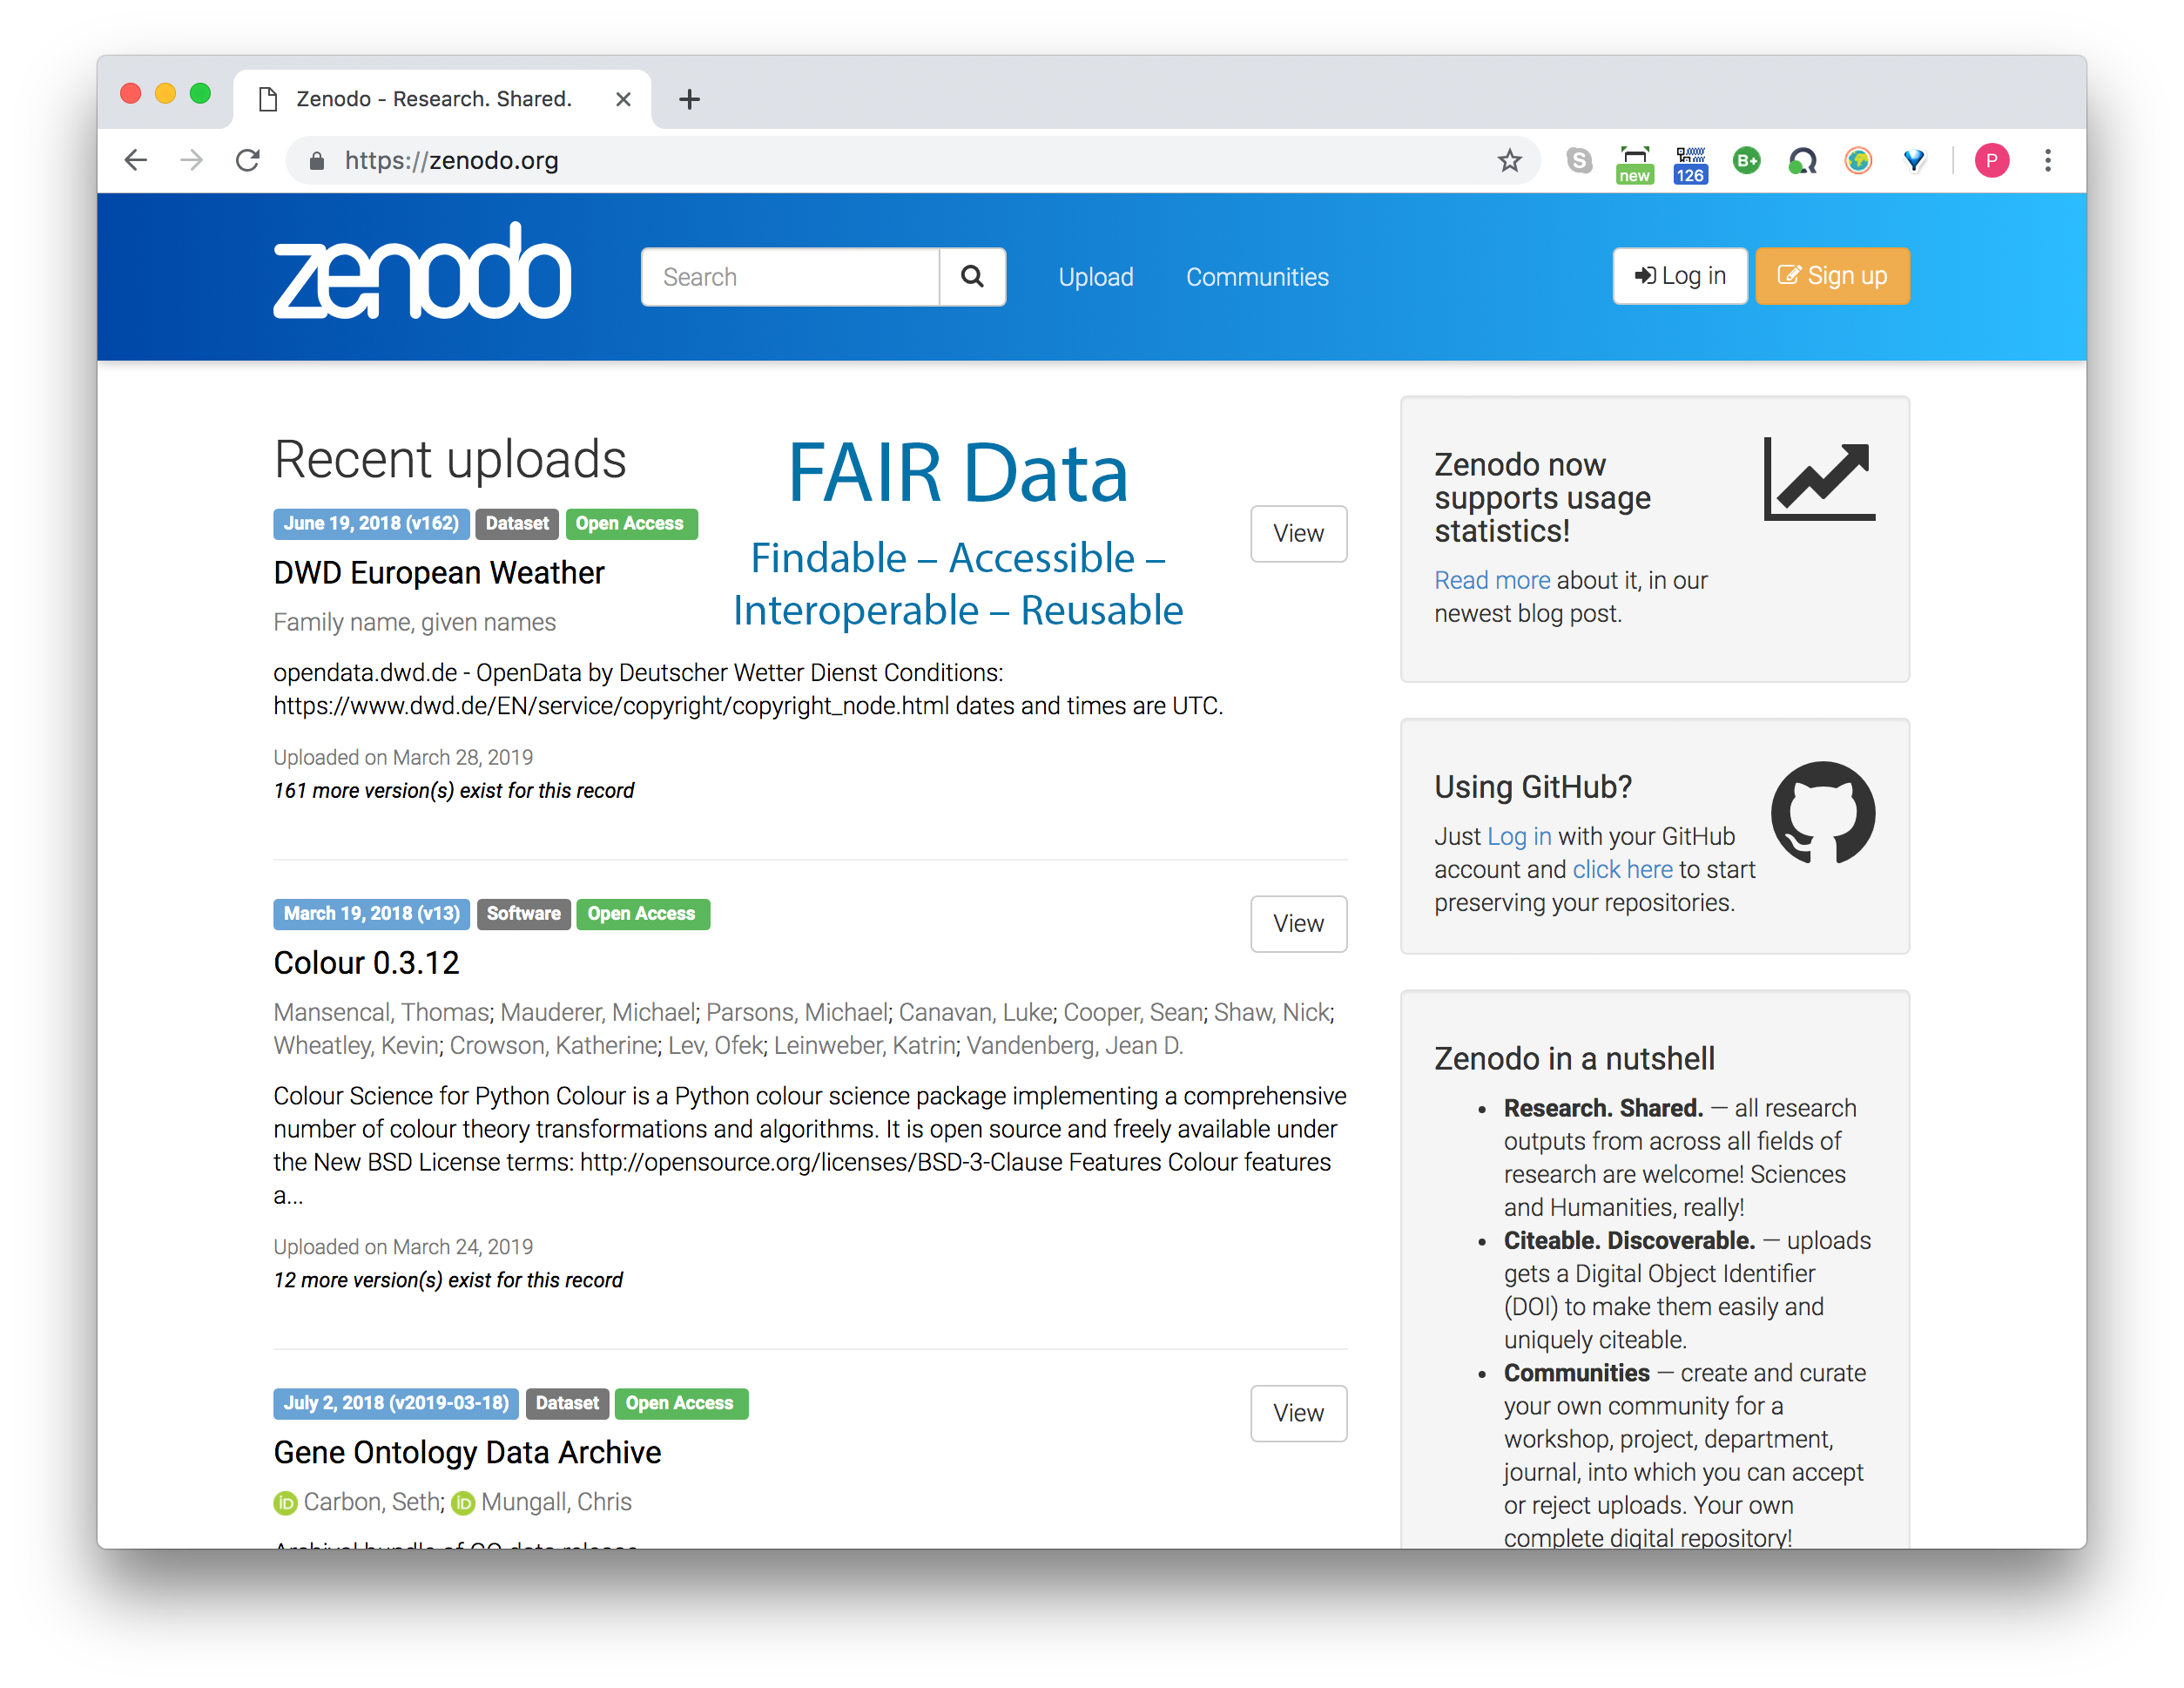 Zenodo - Research. Shared.
https://zenodo.org
S
new
126
B+
P
zenodo
Search
Upload
Communities
Log in
Sign up
Recent uploads
FAIR Data
Findable – Accessible –
Interoperable – Reusable
June 19, 2018 (v162) Dataset Open Access
View
DWD European Weather
Family name, given names
opendata.dwd.de - OpenData by Deutscher Wetter Dienst Conditions:
https://www.dwd.de/EN/service/copyright/copyright_node.html dates and times are UTC.
Uploaded on March 28, 2019
161 more version(s) exist for this record
March 19, 2018 (v13) Software Open Access
View
Colour 0.3.12
Mansencal, Thomas; Mauderer, Michael; Parsons, Michael; Canavan, Luke; Cooper, Sean; Shaw, Nick;
Wheatley, Kevin; Crowson, Katherine; Lev, Ofek; Leinweber, Katrin; Vandenberg, Jean D.
Colour Science for Python Colour is a Python colour science package implementing a comprehensive
number of colour theory transformations and algorithms. It is open source and freely available under
the New BSD License terms: http://opensource.org/licenses/BSD-3-Clause Features Colour features
a...
Uploaded on March 24, 2019
12 more version(s) exist for this record
July 2, 2018 (v2019-03-18) Dataset Open Access
View
Gene Ontology Data Archive
iD Carbon, Seth; iD Mungall, Chris
Archival bundle of GO data release.
Zenodo now
supports usage
statistics!
Read more about it, in our
newest blog post.
Using GitHub?
Just Log in with your GitHub
account and click here to start
preserving your repositories.
Zenodo in a nutshell
• Research. Shared. — all research
outputs from across all fields of
research are welcome! Sciences
and Humanities, really!
• Citeable. Discoverable. — uploads
gets a Digital Object Identifier
(DOI) to make them easily and
uniquely citeable.
• Communities — create and curate
your own community for a
workshop, project, department,
journal, into which you can accept
or reject uploads. Your own
complete digital repository!